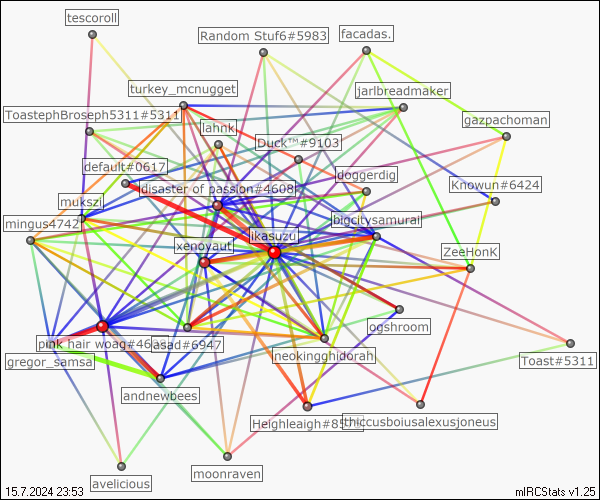 tescoroll
Random Stuf6#5983
facadas.
turkey_mcnugget
jarlbreadmaker
ToastephBroseph5311#5311
lahnk
gazpachoman
Duck™#9103
default#0617
disaster of passion#4608
doggerdig
Knowun#6424
mukszi
mingus4742
bigcitysamurai
ikasuzu
xenoyaut
ZeeHonK
ogshroom
pink hair woag#46
asad#6947
gregor_samsa
neokingghidorah
Toast#5311
andnewbees
Heighleaigh#85
thiccusboiusalexusjoneus
moonraven
avelicious
15.7.2024 23:53
mIRCStats v1.25